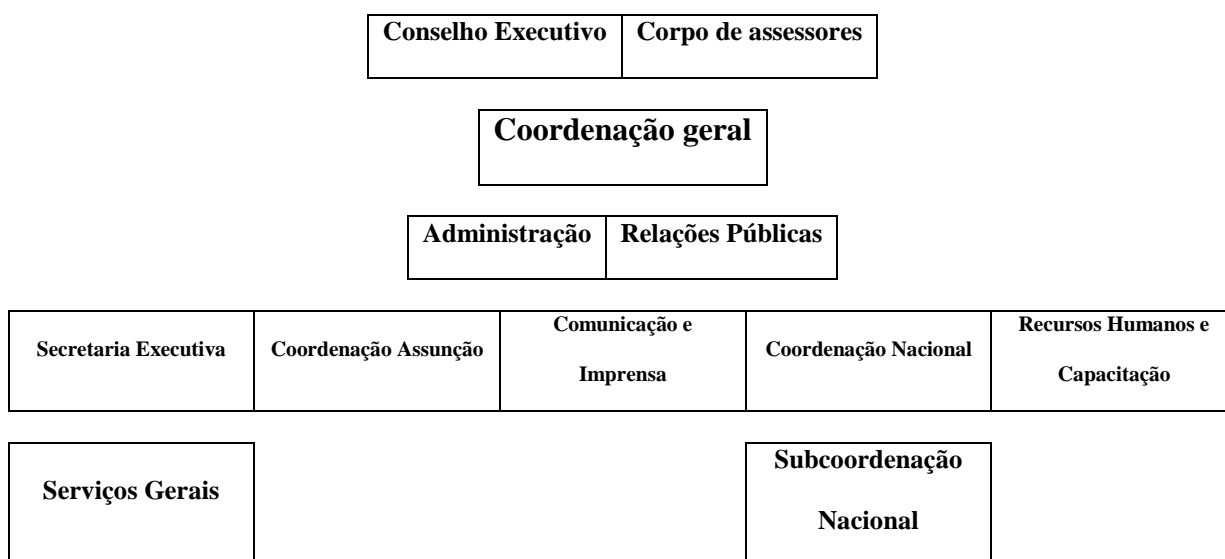 Conselho Executivo
Corpo de assessores
Coordenação geral
Administração
Relações Públicas
Secretaria Executiva
Coordenação Assunção
Comunicação e
Imprensa
Coordenação Nacional
Recursos Humanos e
Capacitação
Serviços Gerais
Subcoordenação
Nacional